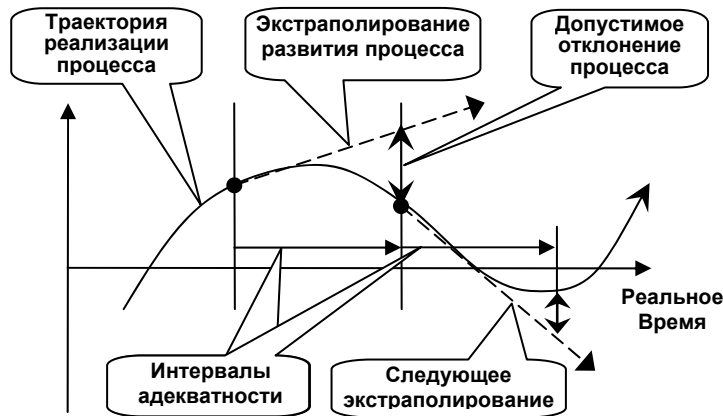 Траектория
реализации
процесса
Экстраполирование
развития процесса
Допустимое
отклонение
процесса
Реальное
Время
Интервалы
адекватности
Следующее
экстраполирование